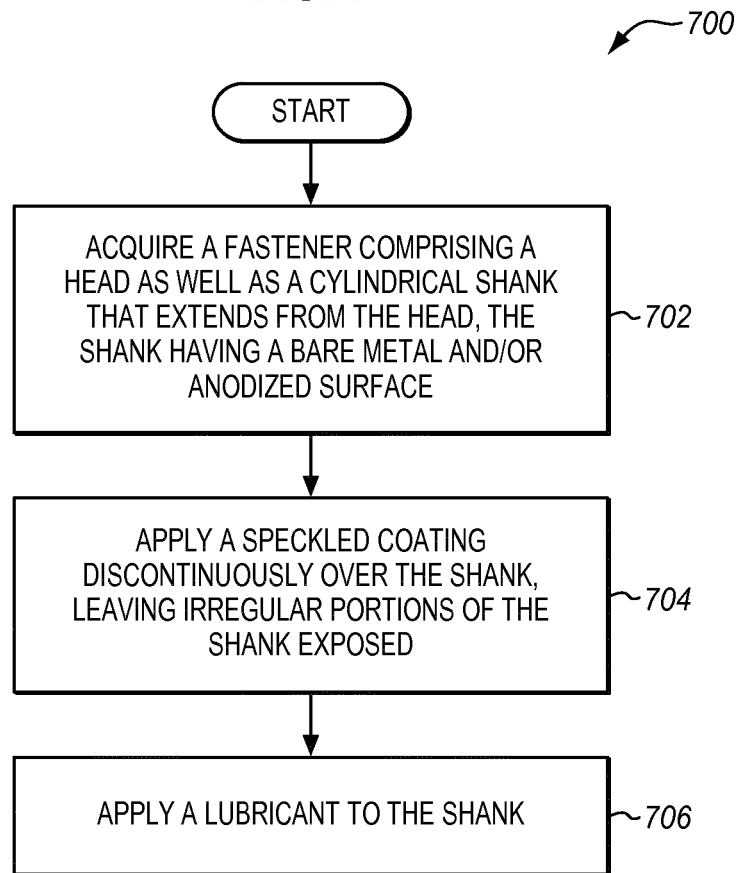 700
START
ACQUIRE A FASTENER COMPRISING A
HEAD AS WELL AS A CYLINDRICAL SHANK
THAT EXTENDS FROM THE HEAD, THE
SHANK HAVING A BARE METAL AND/OR
ANODIZED SURFACE
702
APPLY A SPECKLED COATING
DISCONTINUOUSLY OVER THE SHANK,
LEAVING IRREGULAR PORTIONS OF THE
SHANK EXPOSED
704
APPLY A LUBRICANT TO THE SHANK
706